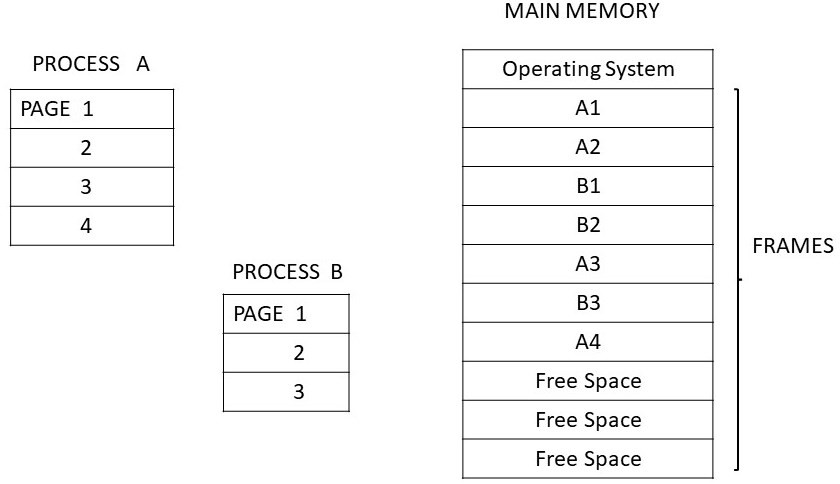 MAIN MEMORY
PROCESS A
PAGE 1
2
3
4
PROCESS B
PAGE 1
2
3
Operating System
A1
A2
B1
B2
A3
B3
A4
Free Space
Free Space
Free Space
FRAMES